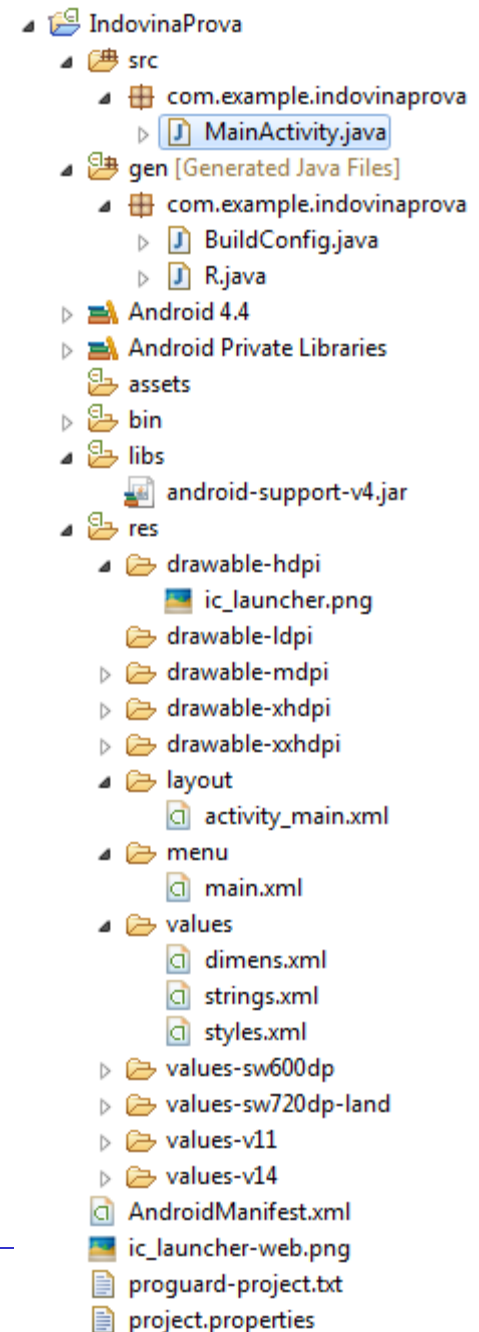 IndovinaProva
src
com.example.indovinaprova
MainActivity.java
gen [Generated Java Files]
com.example.indovinaprova
BuildConfig.java
R.java
Android 4.4
Android Private Libraries
assets
bin
libs
android-support-v4.jar
res
drawable-hdpi
ic_launcher.png
drawable-ldpi
drawable-mdpi
drawable-xhdpi
drawable-xxhdpi
layout
activity_main.xml
menu
main.xml
values
dimens.xml
strings.xml
styles.xml
values-sw600dp
values-sw720dp-land
values-v11
values-v14
AndroidManifest.xml
ic_launcher-web.png
proguard-project.txt
project.properties